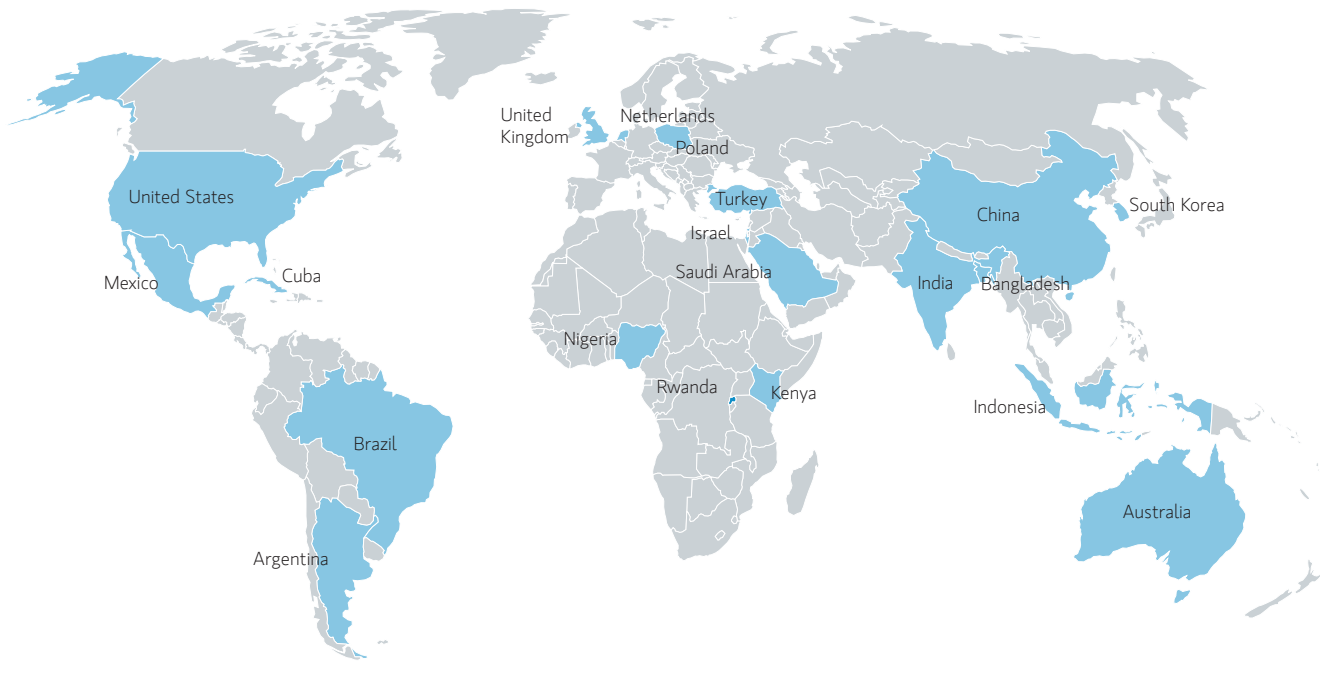 United
Kingdom
Netherlands
Poland
United States
Turkey
South Korea
China
Israel
Mexico
Cuba
Saudi Arabia
India
Bangladesh
Nigeria
Rwanda
Kenya
Indonesia
Brazil
Australia
Argentina